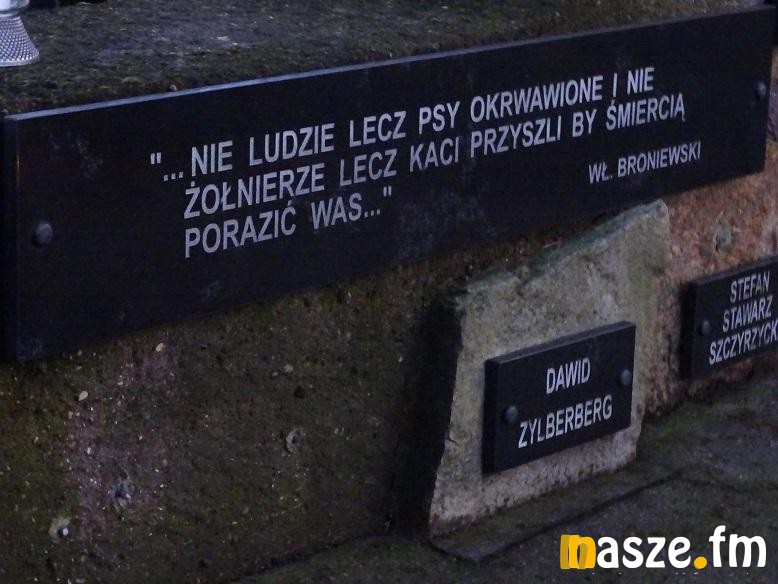 "...NIE LUDZIE LECZ PSY OKRWAWIONE I NIE
ŻOŁNIERZE LECZ KACI PRZYSZLI BY ŚMIERCIĄ
PORAZIĆ WAS..."
WŁ. BRONIEWSKI
DAWID
ZYLBERBERG
STEFAN
STAWARZ
nasze.fm